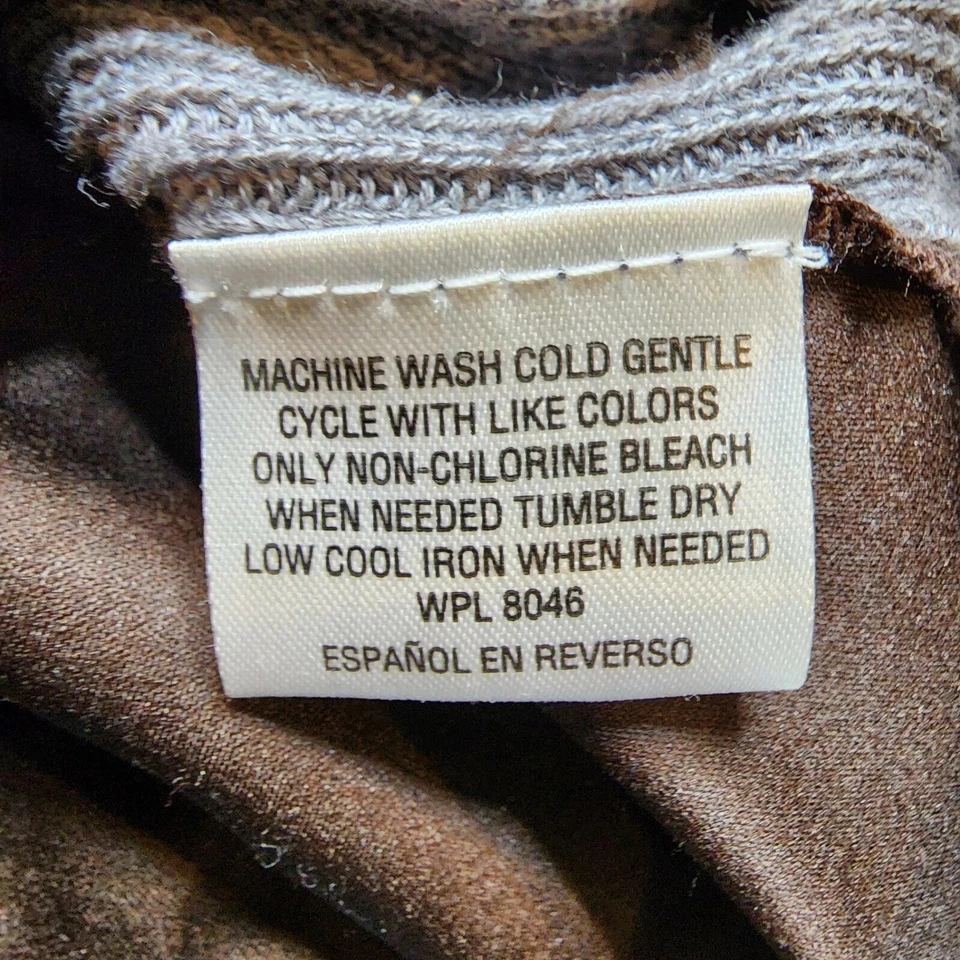 MACHINE WASH COLD GENTLE
CYCLE WITH LIKE COLORS
ONLY NON-CHLORINE BLEACH
WHEN NEEDED TUMBLE DRY
LOW COOL IRON WHEN NEEDED
WPL 8046
ESPAÑOL EN REVERSO